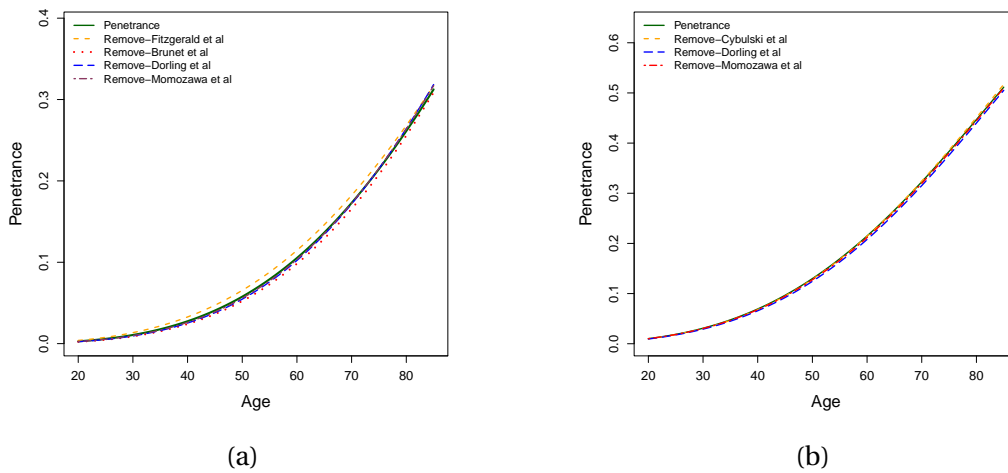 Penetrance
Remove−Fitzgerald et al
Remove−Brunet et al
Remove−Dorling et al
Remove−Momozawa et al
0.4
0.3
0.2
0.1
0.0
Penetrance
20 30 40 50 60 70 80
Age
(a)
Penetrance
Remove−Cybulski et al
Remove−Dorling et al
Remove−Momozawa et al
0.6
0.5
0.4
0.3
0.2
0.1
0.0
Penetrance
20 30 40 50 60 70 80
Age
(b)